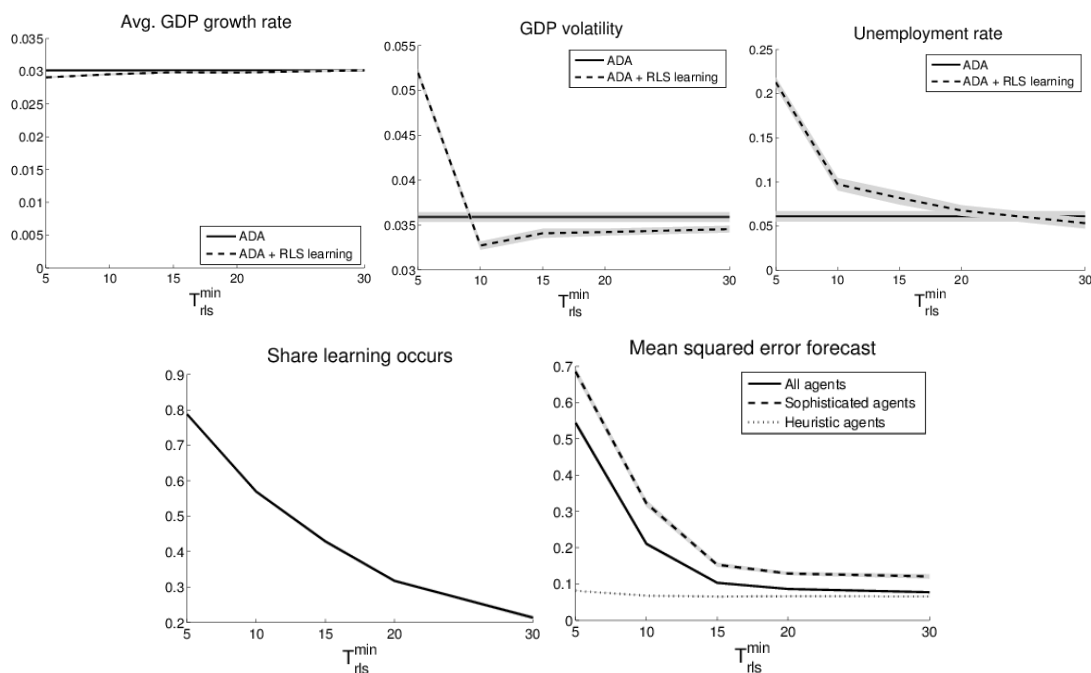 Avg. GDP growth rate
0.035
0.03
0.025
0.02
0.015
0.01
0.005
0
ADA
ADA + RLS learning
5 10 15 20 30
T_rls^min
GDP volatility
0.055
0.05
0.045
0.04
0.035
0.03
ADA
ADA + RLS learning
5 10 15 20 30
T_rls^min
Unemployment rate
0.25
0.2
0.15
0.1
0.05
0
ADA
ADA + RLS learning
5 10 15 20 30
T_rls^min
Share learning occurs
0.9
0.8
0.7
0.6
0.5
0.4
0.3
0.2
5 10 15 20 30
T_rls^min
Mean squared error forecast
0.7
0.6
0.5
0.4
0.3
0.2
0.1
0
All agents
Sophisticated agents
Heuristic agents
5 10 15 20 30
T_rls^min